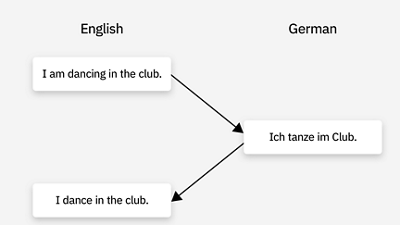 English
German
I am dancing in the club.
Ich tanze im Club.
I dance in the club.